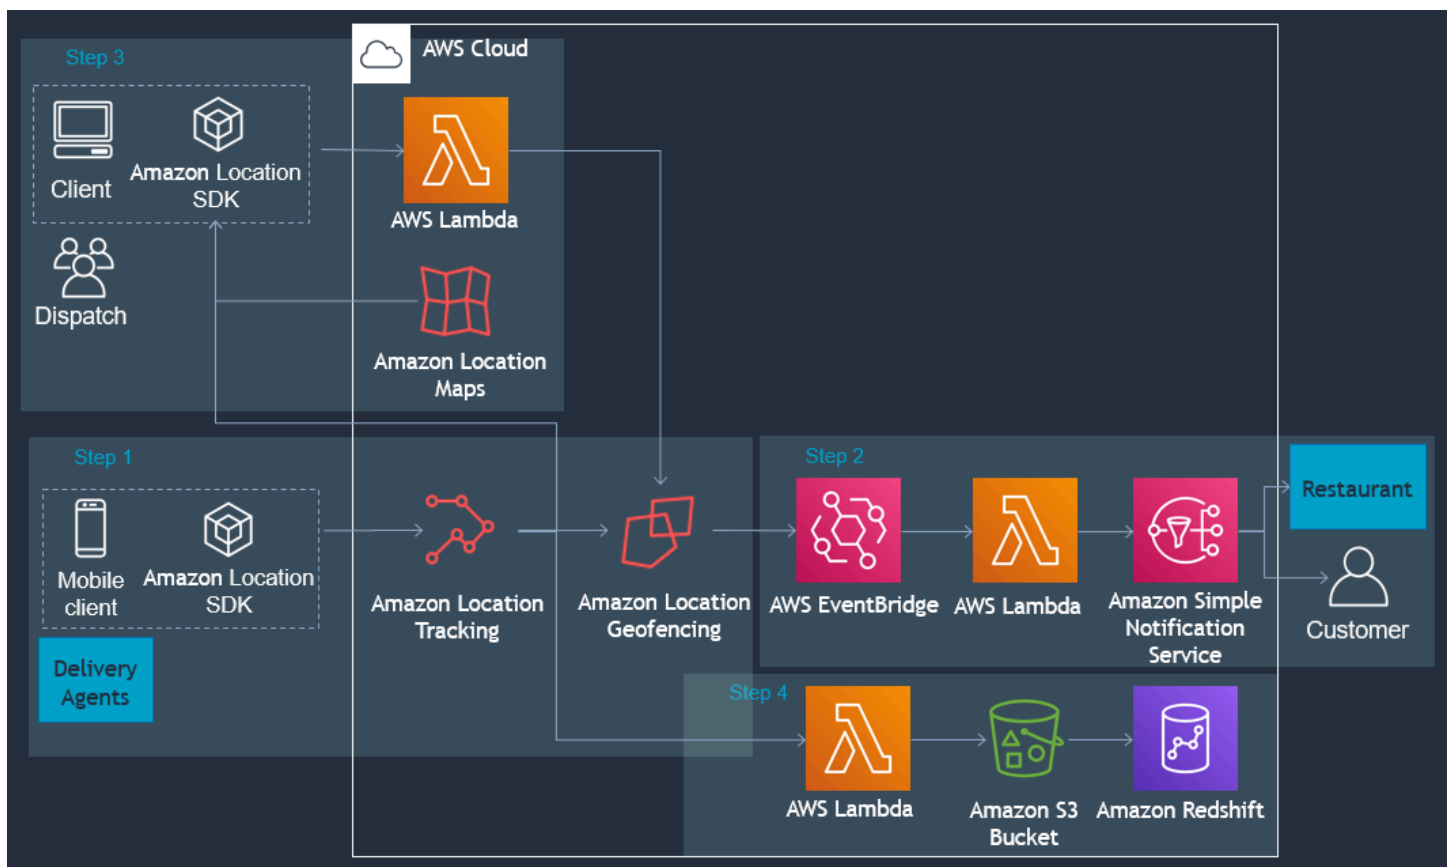 Step 3
AWS Cloud
Client
Amazon Location
SDK
AWS Lambda
Dispatch
Amazon Location
Maps
Step 1
Mobile
client
Amazon Location
SDK
Delivery
Agents
Amazon Location
Tracking
Amazon Location
Geofencing
Step 2
AWS EventBridge
AWS Lambda
Amazon Simple
Notification
Service
Restaurant
Customer
Step 4
AWS Lambda
Amazon S3
Bucket
Amazon Redshift